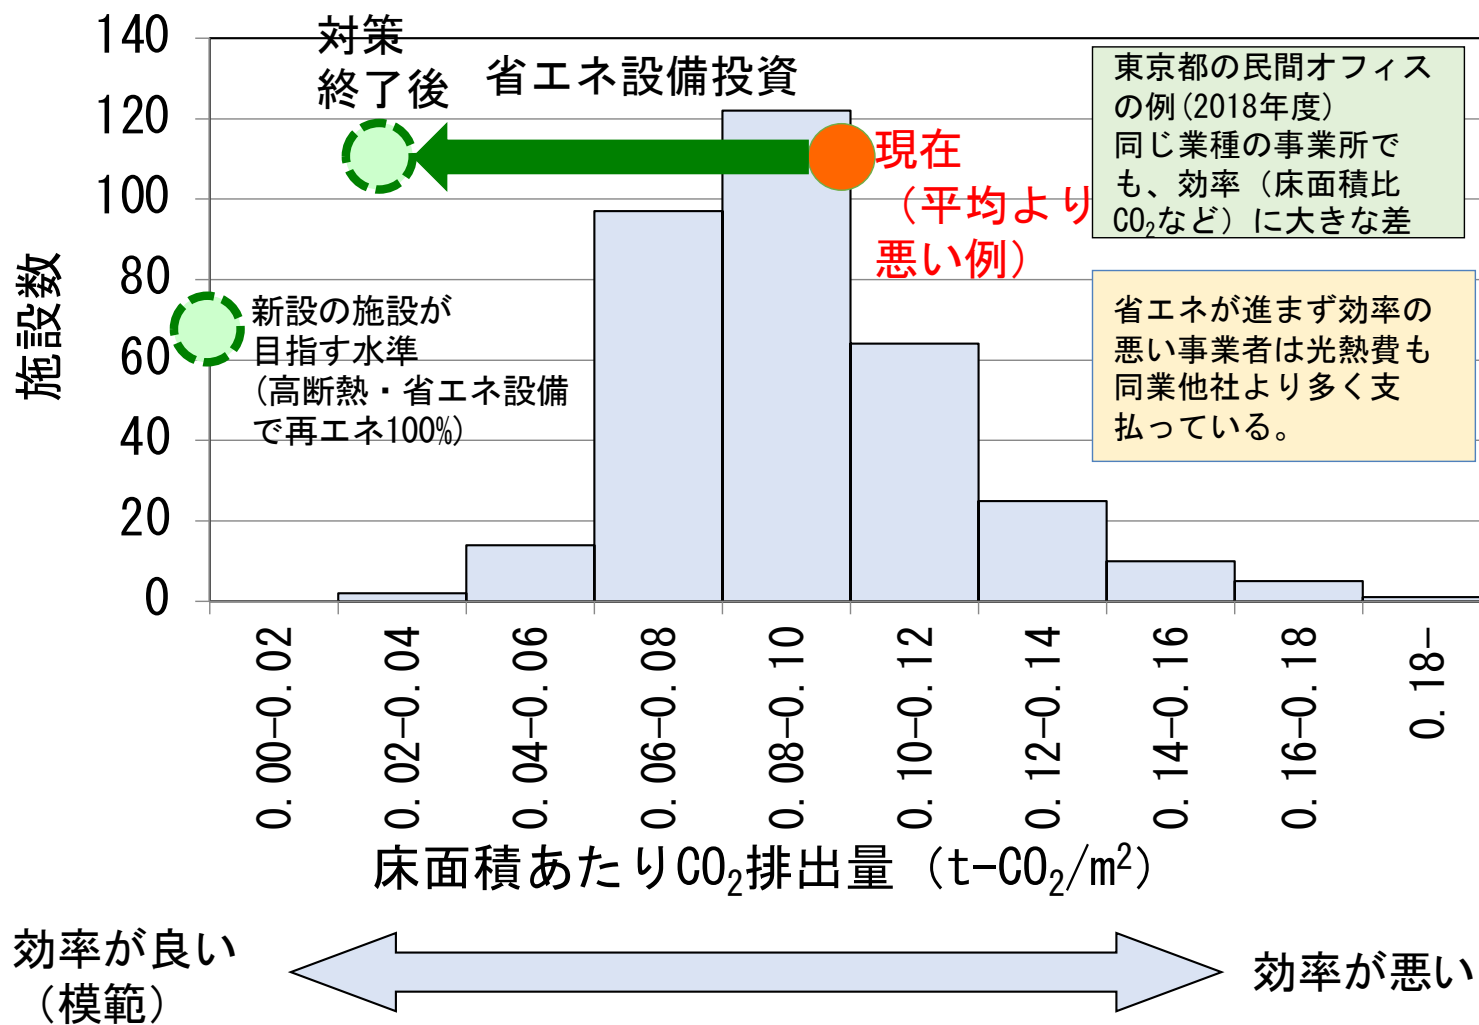 対策
終了後
省エネ設備投資
現在
（平均より
悪い例）
東京都の民間オフィス
の例(2018年度)
同じ業種の事業所で
も、効率（床面積比
CO₂など）に大きな差
省エネが進まず効率の
悪い事業者は光熱費も
同業他社より多く支
払っている。
新設の施設が
目指す水準
(高断熱・省エネ設備
で再エネ100%)
施設数
140
120
100
80
60
40
20
0
0.00-0.02
0.02-0.04
0.04-0.06
0.06-0.08
0.08-0.10
0.10-0.12
0.12-0.14
0.14-0.16
0.16-0.18
0.18-
床面積あたりCO₂排出量（t-CO₂/m²）
効率が良い
（模範）
効率が悪い